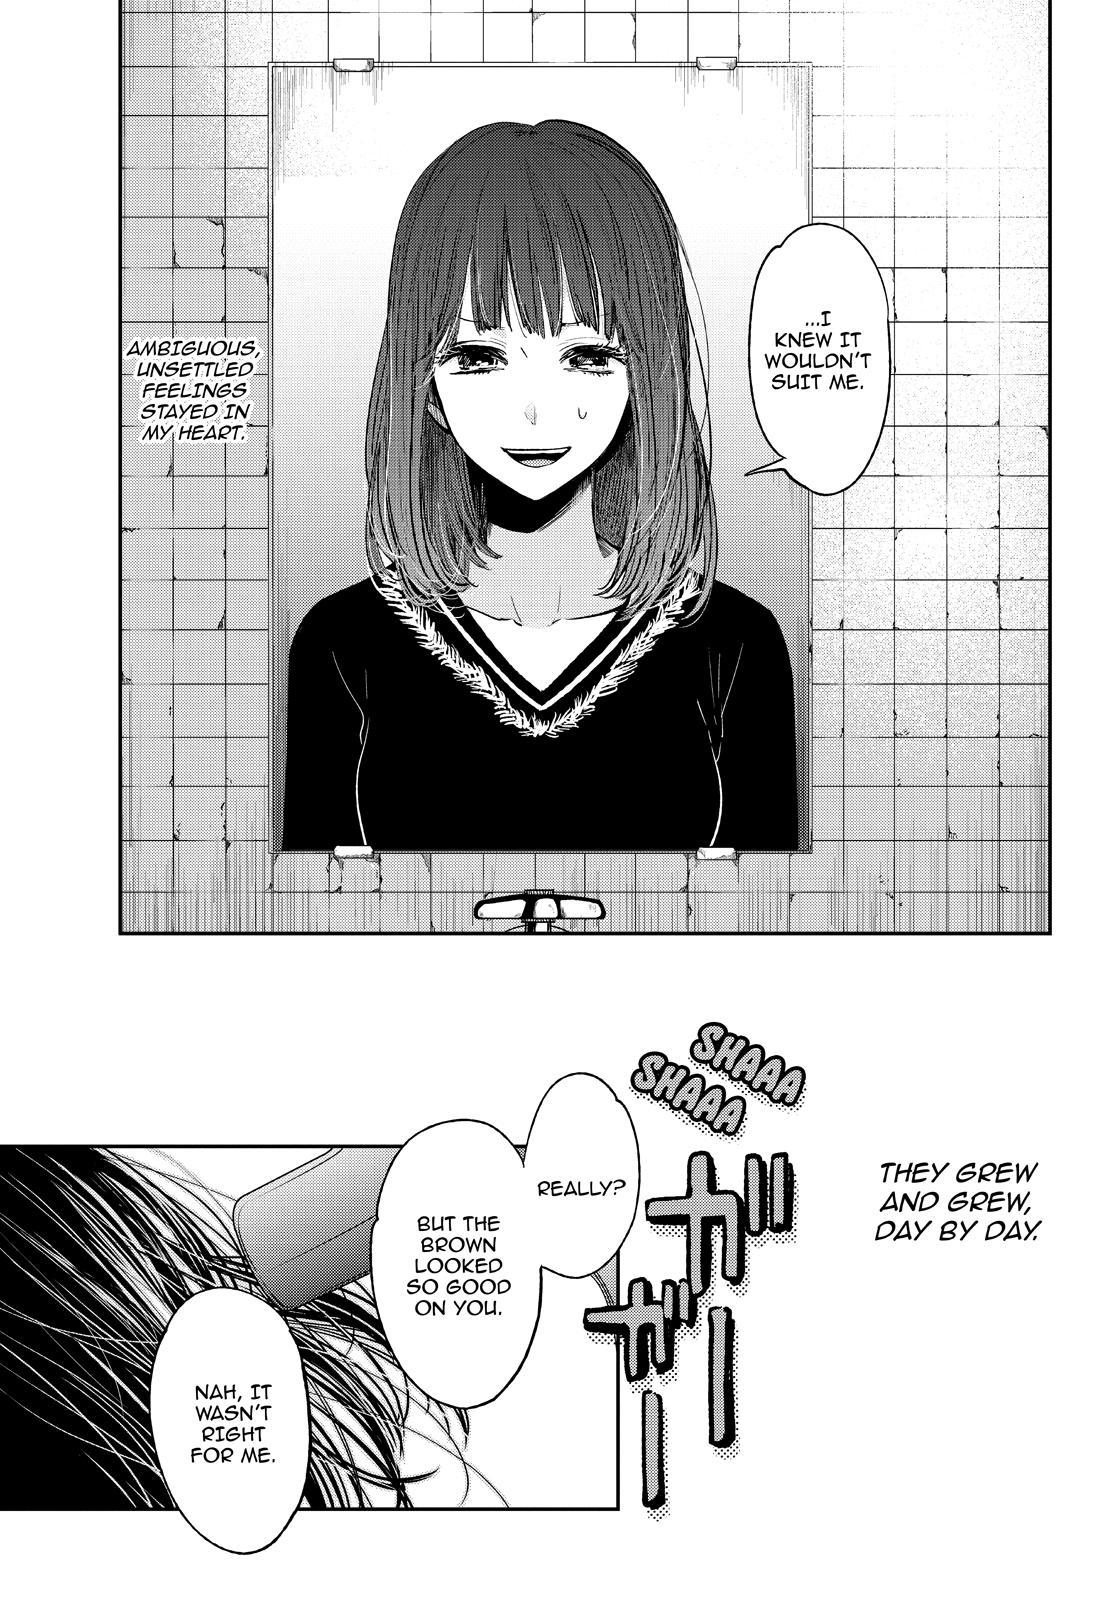 ...I
KNEW IT
WOULDN'T
SUIT ME.
AMBIGUOUS,
UNSETTLED
FEELINGS
STAYED IN
MY HEART.
SHAAA
SHAAA
ガー
ガー
THEY GREW
AND GREW,
DAY BY DAY.
REALLY?
BUT THE
BROWN
LOOKED
SO GOOD
ON YOU.
NAH, IT
WASN'T
RIGHT
FOR ME.